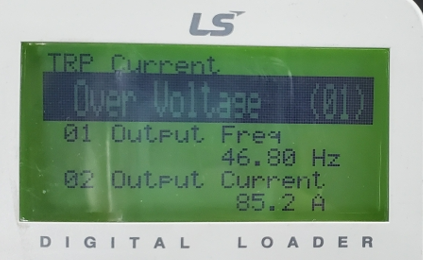 LS
TRP Current
Over Voltage (01)
01 Output Freq
46.80 Hz
02 Output Current
85.2 A
DIGITAL LOADER